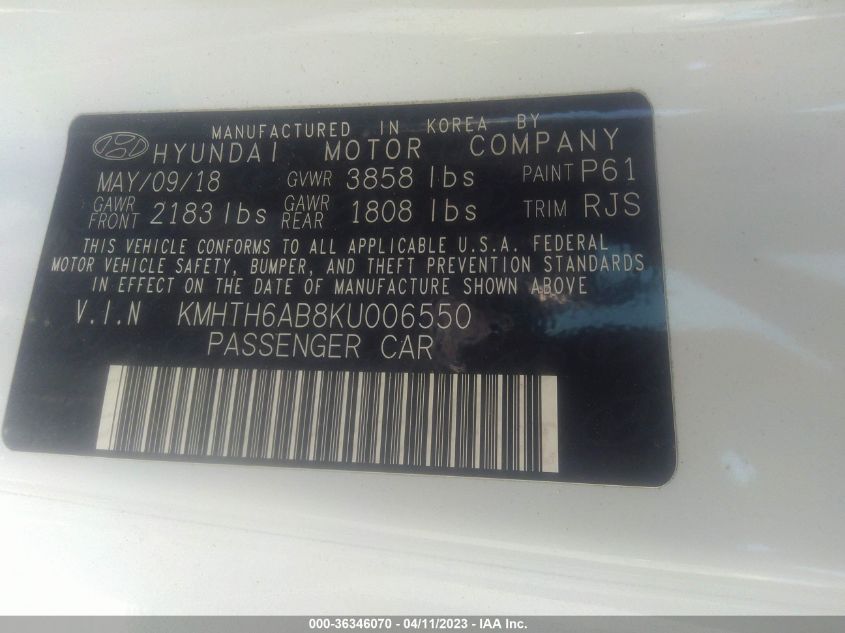 MANUFACTURED IN KOREA BY
HYUNDAI MOTOR COMPANY
MAY/09/18 GVWR 3858 lbs PAINT P61
GAWR FRONT 2183 lbs GAWR REAR 1808 lbs TRIM RJS
THIS VEHICLE CONFORMS TO ALL APPLICABLE U.S.A. FEDERAL
MOTOR VEHICLE SAFETY, BUMPER, AND THEFT PREVENTION STANDARDS
IN EFFECT ON THE DATE OF MANUFACTURE SHOWN ABOVE
V.I.N KMHTH6AB8KU006550
PASSENGER CAR
000-36346070 - 04/11/2023 - IAA Inc.